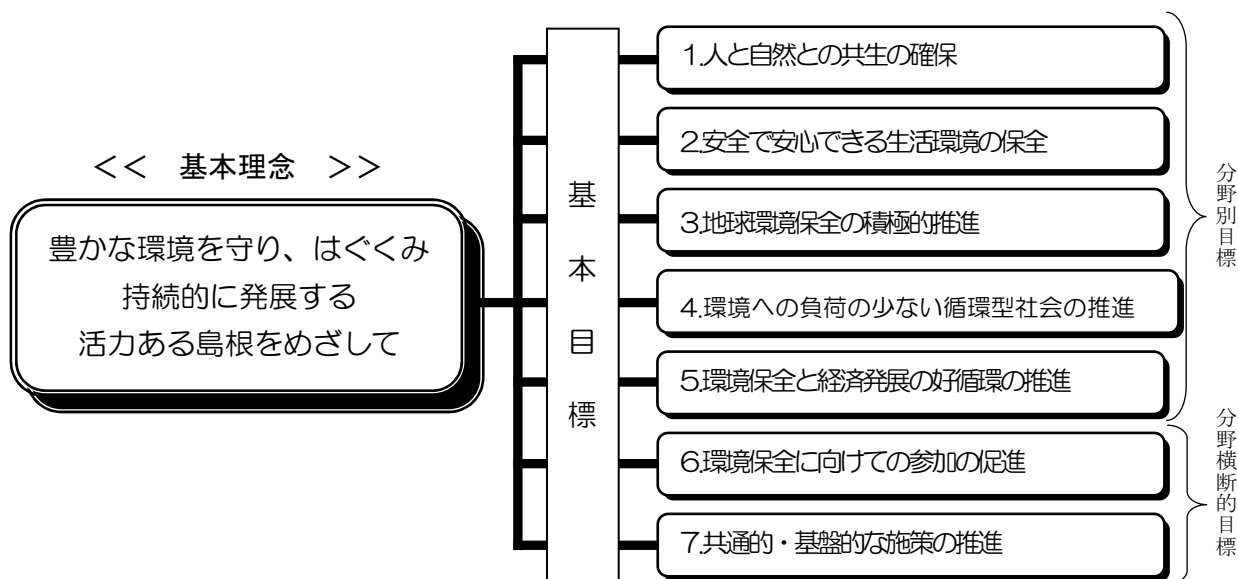 <<　基本理念　>>
豊かな環境を守り、はぐくみ
持続的に発展する
活力ある島根をめざして
基本目標
1.人と自然との共生の確保
2.安全で安心できる生活環境の保全
3.地球環境保全の積極的推進
4.環境への負荷の少ない循環型社会の推進
5.環境保全と経済発展の好循環の推進
6.環境保全に向けての参加の促進
7.共通的・基盤的な施策の推進
分野別目標
分野横断的目標